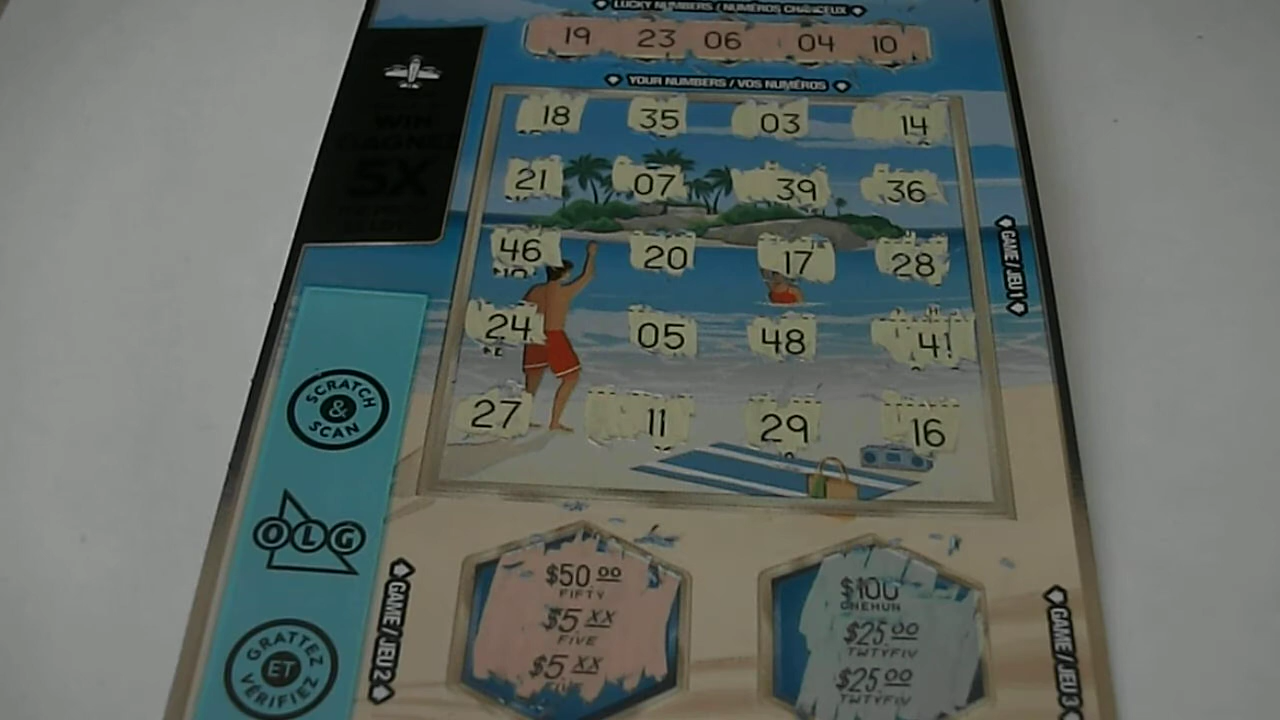 LUCKY NUMBERS / NUMÉROS CHANCEUX
19 23 06 04 10
YOUR NUMBERS / VOS NUMÉROS
18 35 03 14
21 07 39 36
46 20 17 28
24 05 48 41
27 11 29 16
WIN
5X
GAME / JEU 1
SCRATCH & SCAN
OLG
GRATTEZ ET VÉRIFIEZ
GAME / JEU 2
$50 00
FIFTY
$5 XX
FIVE
$5 XX
GAME / JEU 3
$100
ONEHUN
$25 00
TWTYFIV
$25 00
TWTYFIV